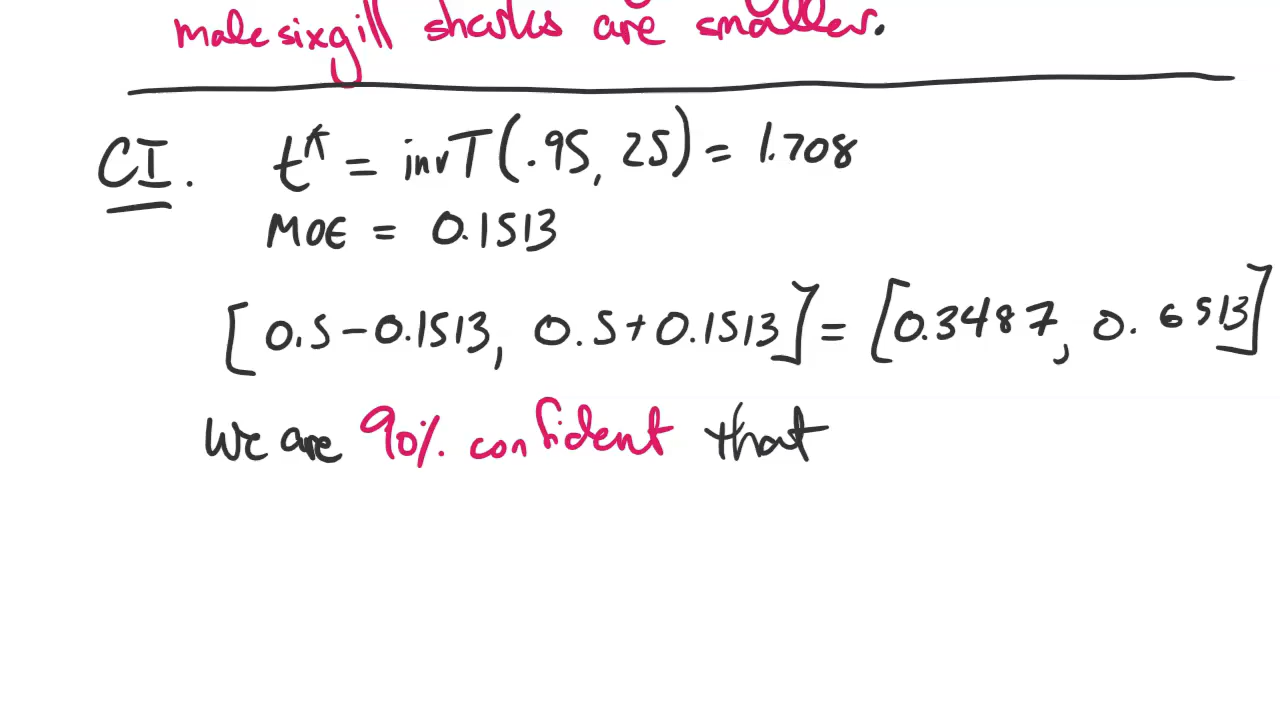 male sixgill sharks are smaller.
CI. t* = invT(.95, 25) = 1.708
MOE = 0.1513
[0.5-0.1513, 0.5+0.1513] = [0.3487, 0.6513]
We are 90% confident that